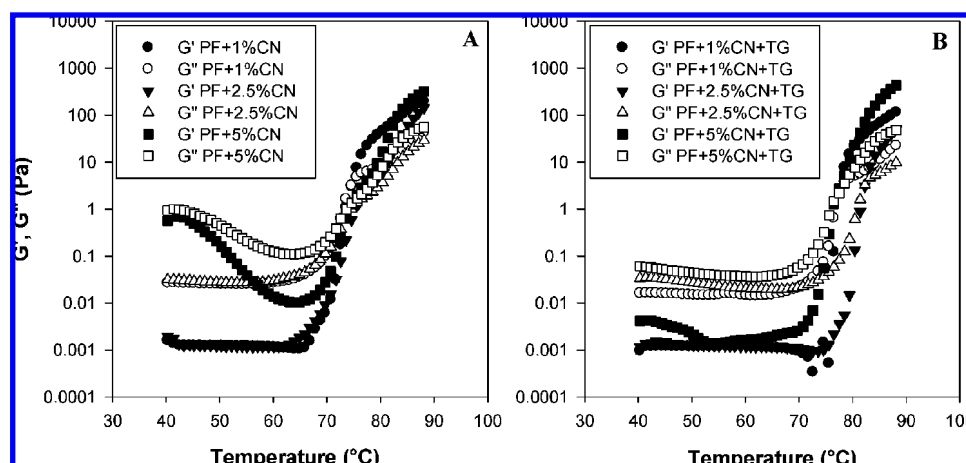 A
G' PF+1%CN
G" PF+1%CN
G' PF+2.5%CN
G" PF+2.5%CN
G' PF+5%CN
G" PF+5%CN
10000
1000
100
10
1
0.1
0.01
0.001
0.0001
G', G" (Pa)
30 40 50 60 70 80 90 100
Temperature (°C)
B
G' PF+1%CN+TG
G" PF+1%CN+TG
G' PF+2.5%CN+TG
G" PF+2.5%CN+TG
G' PF+5%CN+TG
G" PF+5%CN+TG
10000
1000
100
10
1
0.1
0.01
0.001
0.0001
30 40 50 60 70 80 90 10
Temperature (°C)